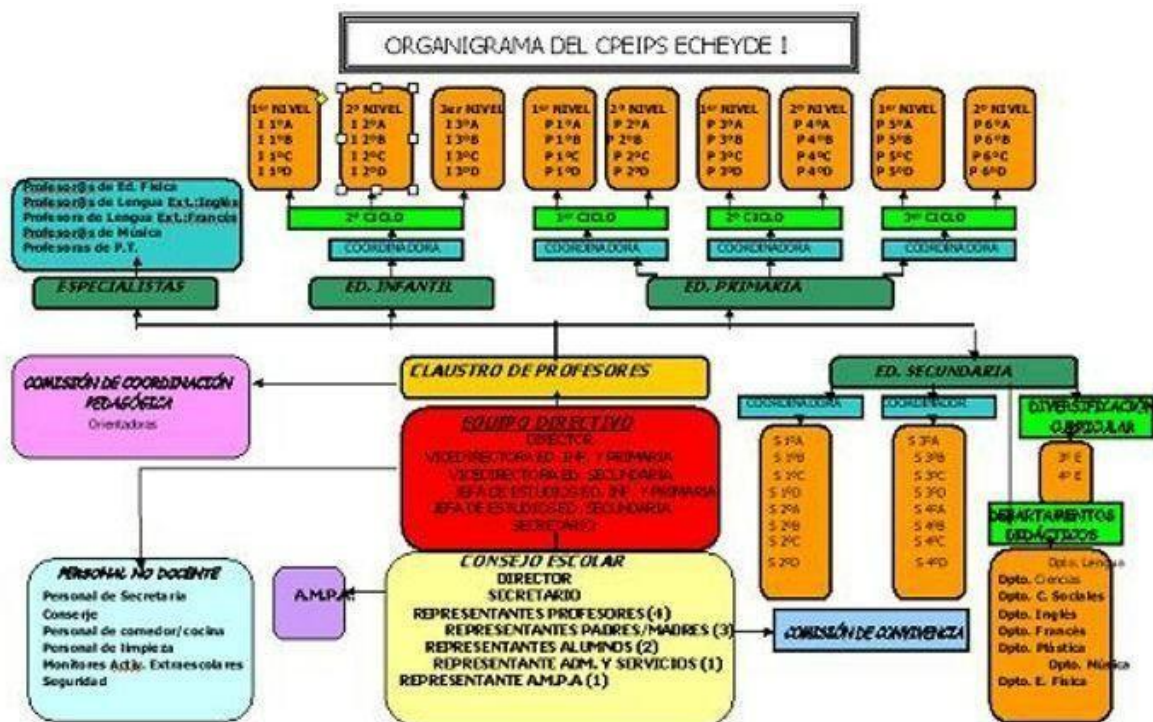 ORGANIGRAMA DEL CPEIPS ECHEYDE I
1er NIVEL
I 1ºA
I 1ºB
I 1ºC
I 1ºD
2º NIVEL
I 2ºA
I 2ºB
I 2ºC
I 2ºD
3er NIVEL
I 3ºA
I 3ºB
I 3ºC
I 3ºD
1er NIVEL
P 1ºA
P 1ºB
P 1ºC
P 1ºD
2º NIVEL
P 2ºA
P 2ºB
P 2ºC
P 2ºD
1er NIVEL
P 3ºA
P 3ºB
P 3ºC
P 3ºD
2º NIVEL
P 4ºA
P 4ºB
P 4ºC
P 4ºD
1er NIVEL
P 5ºA
P 5ºB
P 5ºC
P 5ºD
2º NIVEL
P 6ºA
P 6ºB
P 6ºC
P 6ºD
Profesor@s de Ed. Física
Profesor@s de Lengua Ext.:Inglés
Profesora de Lengua Ext.:Francés
Profesor@s de Música
Profesoras de P.T.
2º CICLO
1er CICLO
2º CICLO
3er CICLO
COORDINADORA
COORDINADORA
COORDINADORA
COORDINADORA
ESPECIALISTAS
ED. INFANTIL
ED. PRIMARIA
COMISIÓN DE COORDINACIÓN
PEDAGÓGICA
Orientadoras
CLAUSTRO DE PROFESORES
ED. SECUNDARIA
COORDINADORA
COORDINADOR
DIVERSIFICACIÓN
CURRICULAR
EQUIPO DIRECTIVO
DIRECTOR
VICEDIRECTORA ED. INF. Y PRIMARIA
VICEDIRECTORA ED. SECUNDARIA
JEFA DE ESTUDIOS ED. INF. Y PRIMARIA
JEFA DE ESTUDIOS ED. SECUNDARIA
SECRETARIO
S 1ºA
S 1ºB
S 1ºC
S 1ºD
S 2ºA
S 2ºB
S 2ºC
S 2ºD
S 3ºA
S 3ºB
S 3ºC
S 3ºD
S 4ºA
S 4ºB
S 4ºC
S 4ºD
3º E
4º E
DEPARTAMENTOS
DIDÁCTICOS
Dpto. Lengua
Dpto. Ciencias
Dpto. C. Sociales
Dpto. Inglés
Dpto. Francés
Dpto. Plástica
Dpto. Música
Dpto. E. Física
PERSONAL NO DOCENTE
Personal de Secretaria
Conserje
Personal de comedor/cocina
Personal de limpieza
Monitores Activ. Extraescolares
Seguridad
A.M.P.A.
CONSEJO ESCOLAR
DIRECTOR
SECRETARIO
REPRESENTANTES PROFESORES (4)
REPRESENTANTES PADRES/MADRES (3)
REPRESENTANTES ALUMNOS (2)
REPRESENTANTE ADM. Y SERVICIOS (1)
REPRESENTANTE A.M.P.A (1)
COMISIÓN DE CONVIVENCIA